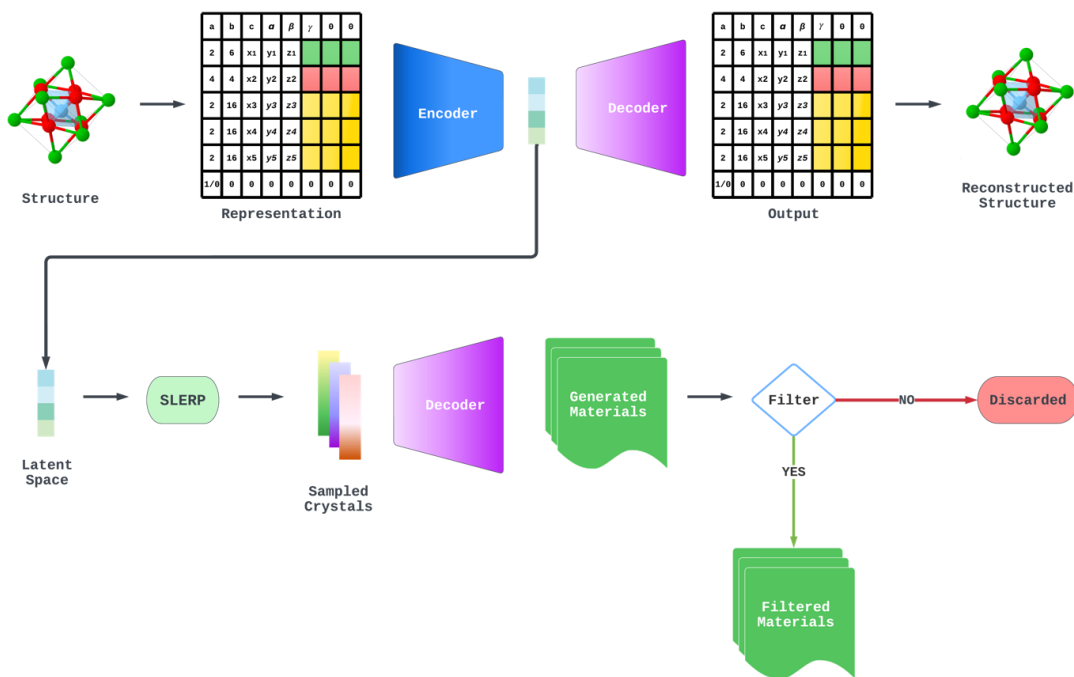 a b c α β γ 0 0
2 6 x1 y1 z1
4 4 x2 y2 z2
2 16 x3 y3 z3
2 16 x4 y4 z4
2 16 x5 y5 z5
1/0 0 0 0 0 0 0 0
Structure
Representation
Encoder
Decoder
a b c α β γ 0 0
2 6 x1 y1 z1
4 4 x2 y2 z2
2 16 x3 y3 z3
2 16 x4 y4 z4
2 16 x5 y5 z5
1/0 0 0 0 0 0 0 0
Output
Reconstructed
Structure
Latent
Space
SLERP
Sampled
Crystals
Decoder
Generated
Materials
Filter
NO
Discarded
YES
Filtered
Materials